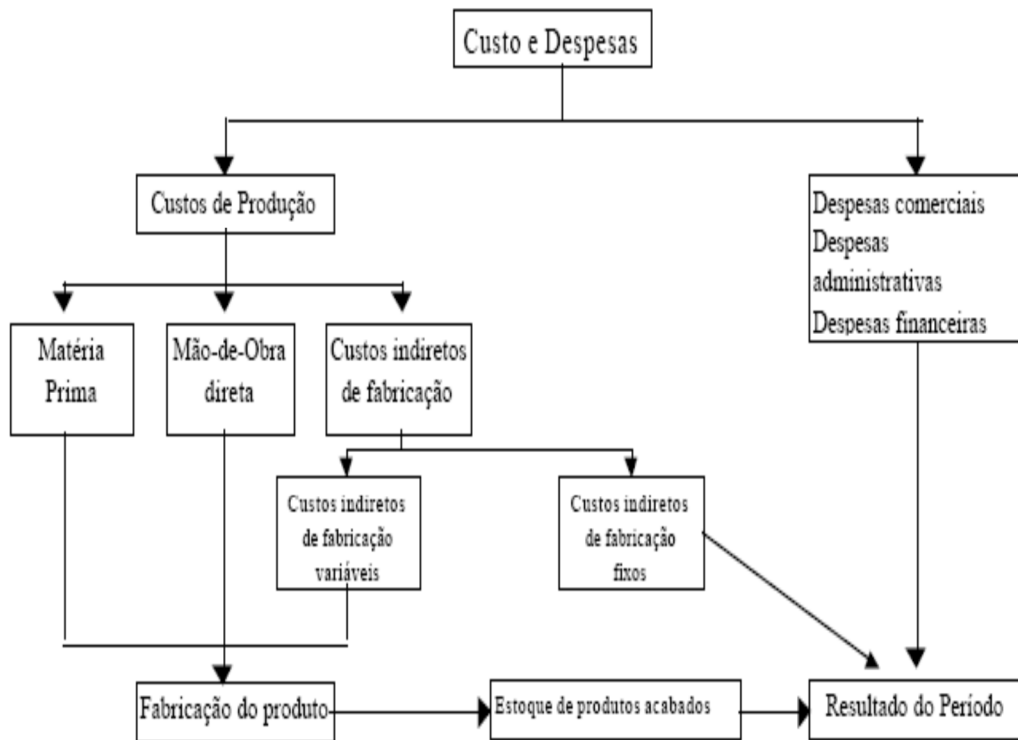 Custo e Despesas
Custos de Produção
Despesas comerciais
Despesas
administrativas
Despesas financeiras
Matéria
Prima
Mão-de-Obra
direta
Custos indiretos
de fabricação
Custos indiretos
de fabricação
variáveis
Custos indiretos
de fabricação
fixos
Fabricação do produto
Estoque de produtos acabados
Resultado do Período